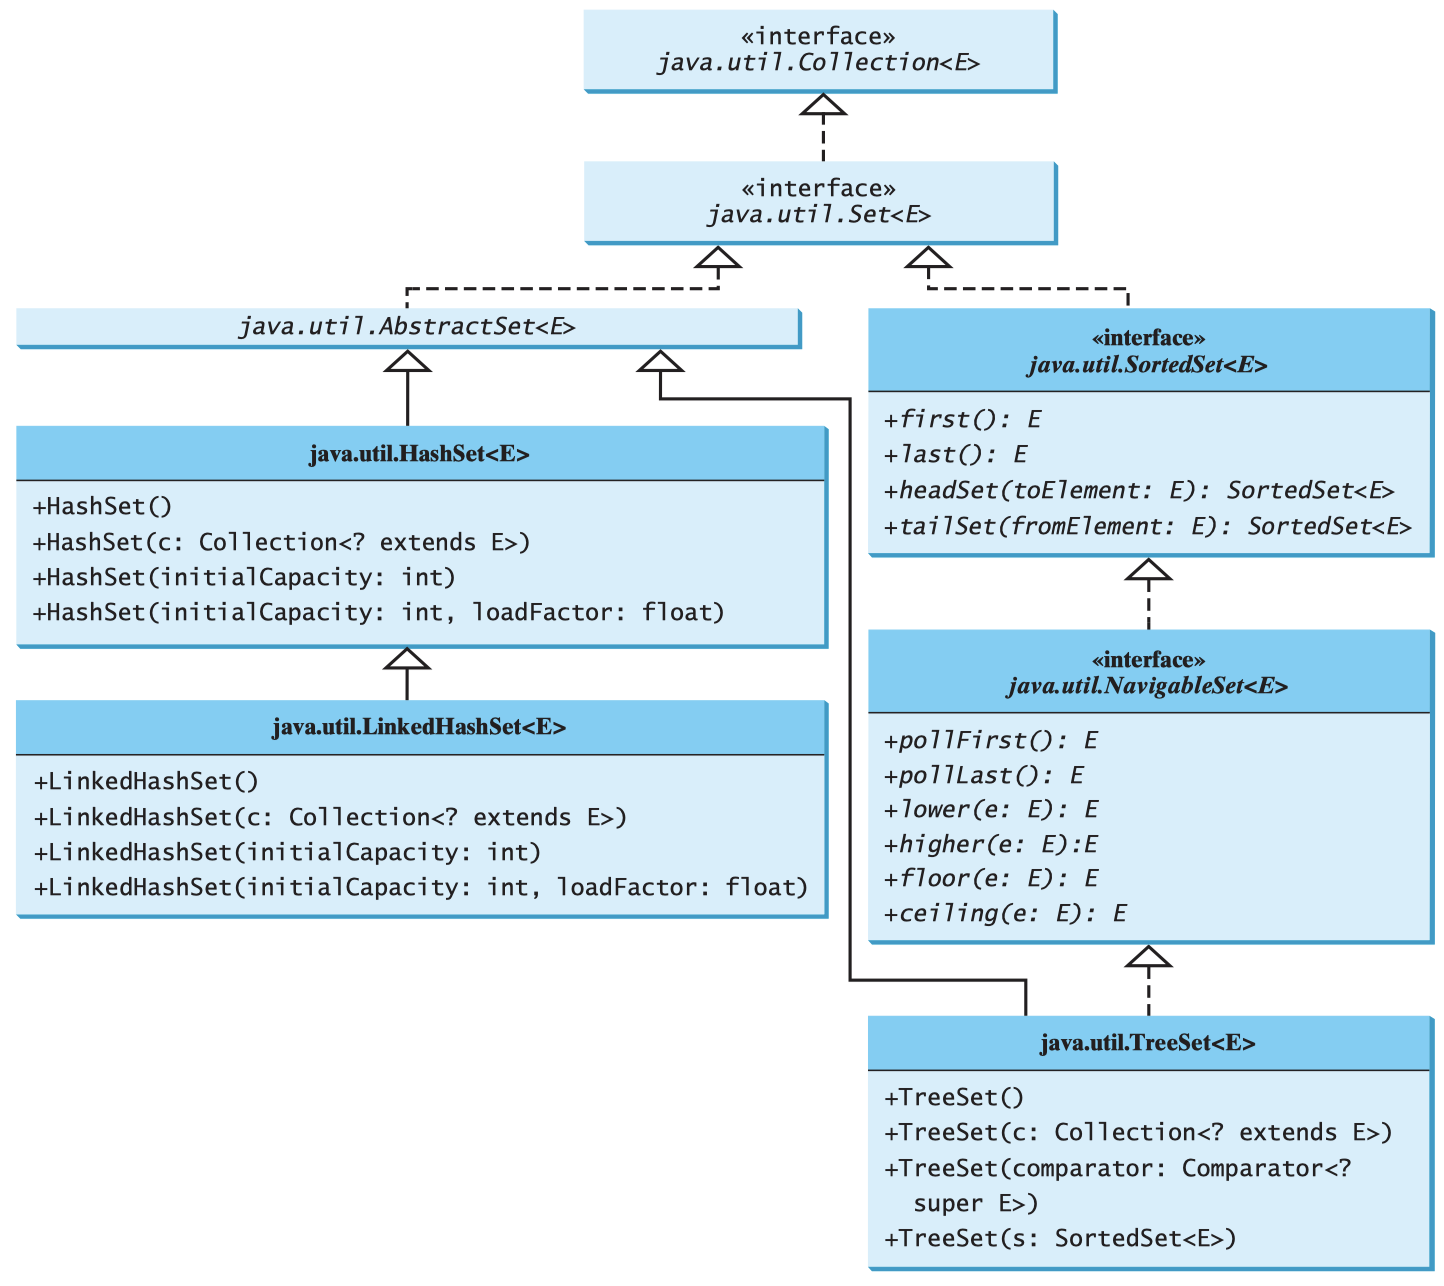 «interface»
java.util.Collection<E>
«interface»
java.util.Set<E>
java.util.AbstractSet<E>
«interface»
java.util.SortedSet<E>
+first(): E
+last(): E
+headSet(toElement: E): SortedSet<E>
+tailSet(fromElement: E): SortedSet<E>
java.util.HashSet<E>
+HashSet()
+HashSet(c: Collection<? extends E>)
+HashSet(initialCapacity: int)
+HashSet(initialCapacity: int, loadFactor: float)
«interface»
java.util.NavigableSet<E>
+pollFirst(): E
+pollLast(): E
+lower(e: E): E
+higher(e: E):E
+floor(e: E): E
+ceiling(e: E): E
java.util.LinkedHashSet<E>
+LinkedHashSet()
+LinkedHashSet(c: Collection<? extends E>)
+LinkedHashSet(initialCapacity: int)
+LinkedHashSet(initialCapacity: int, loadFactor: float)
java.util.TreeSet<E>
+TreeSet()
+TreeSet(c: Collection<? extends E>)
+TreeSet(comparator: Comparator<?
super E>)
+TreeSet(s: SortedSet<E>)